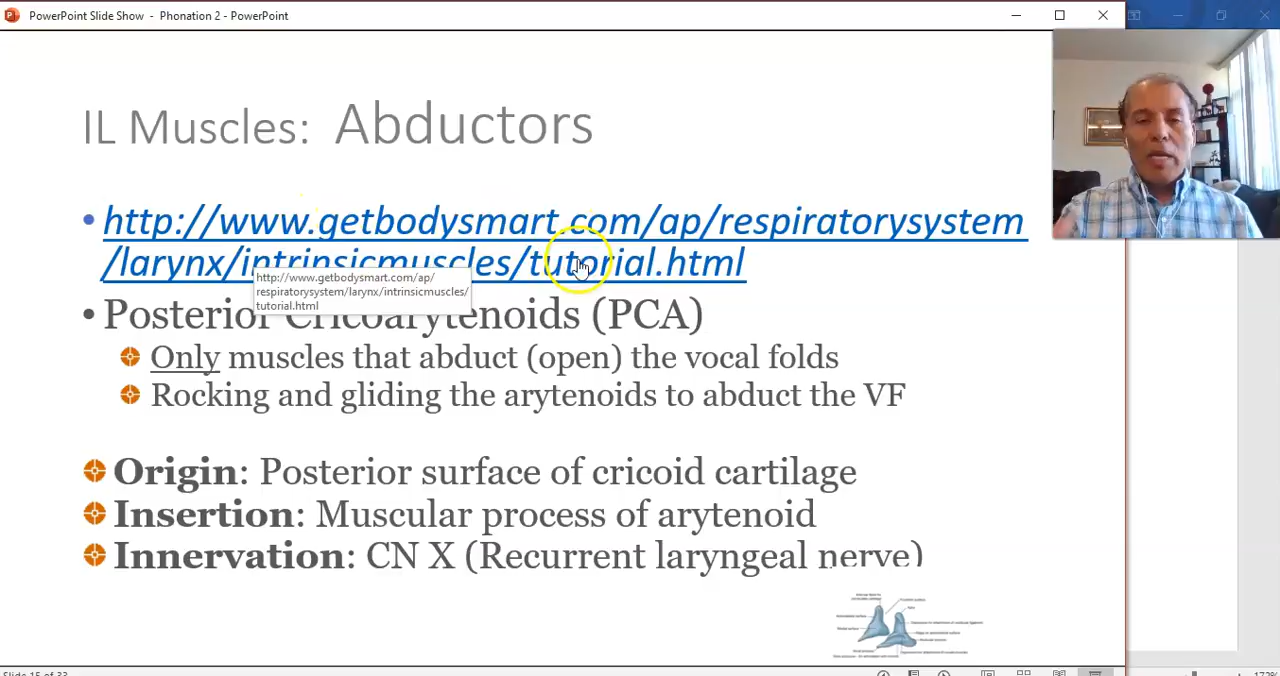 PowerPoint Slide Show - Phonation 2 - PowerPoint
IL Muscles: Abductors
• http://www.getbodysmart.com/ap/respiratorysystem
/larynx/intrinsicmuscles/tutorial.html
http://www.getbodysmart.com/ap/
respiratorysystem/larynx/intrinsicmuscles/
tutorial.html
• Posterior Cricoarytenoids (PCA)
Only muscles that abduct (open) the vocal folds
Rocking and gliding the arytenoids to abduct the VF
Origin: Posterior surface of cricoid cartilage
Insertion: Muscular process of arytenoid
Innervation: CN X (Recurrent laryngeal nerve)
Slide 15 of 33
172%